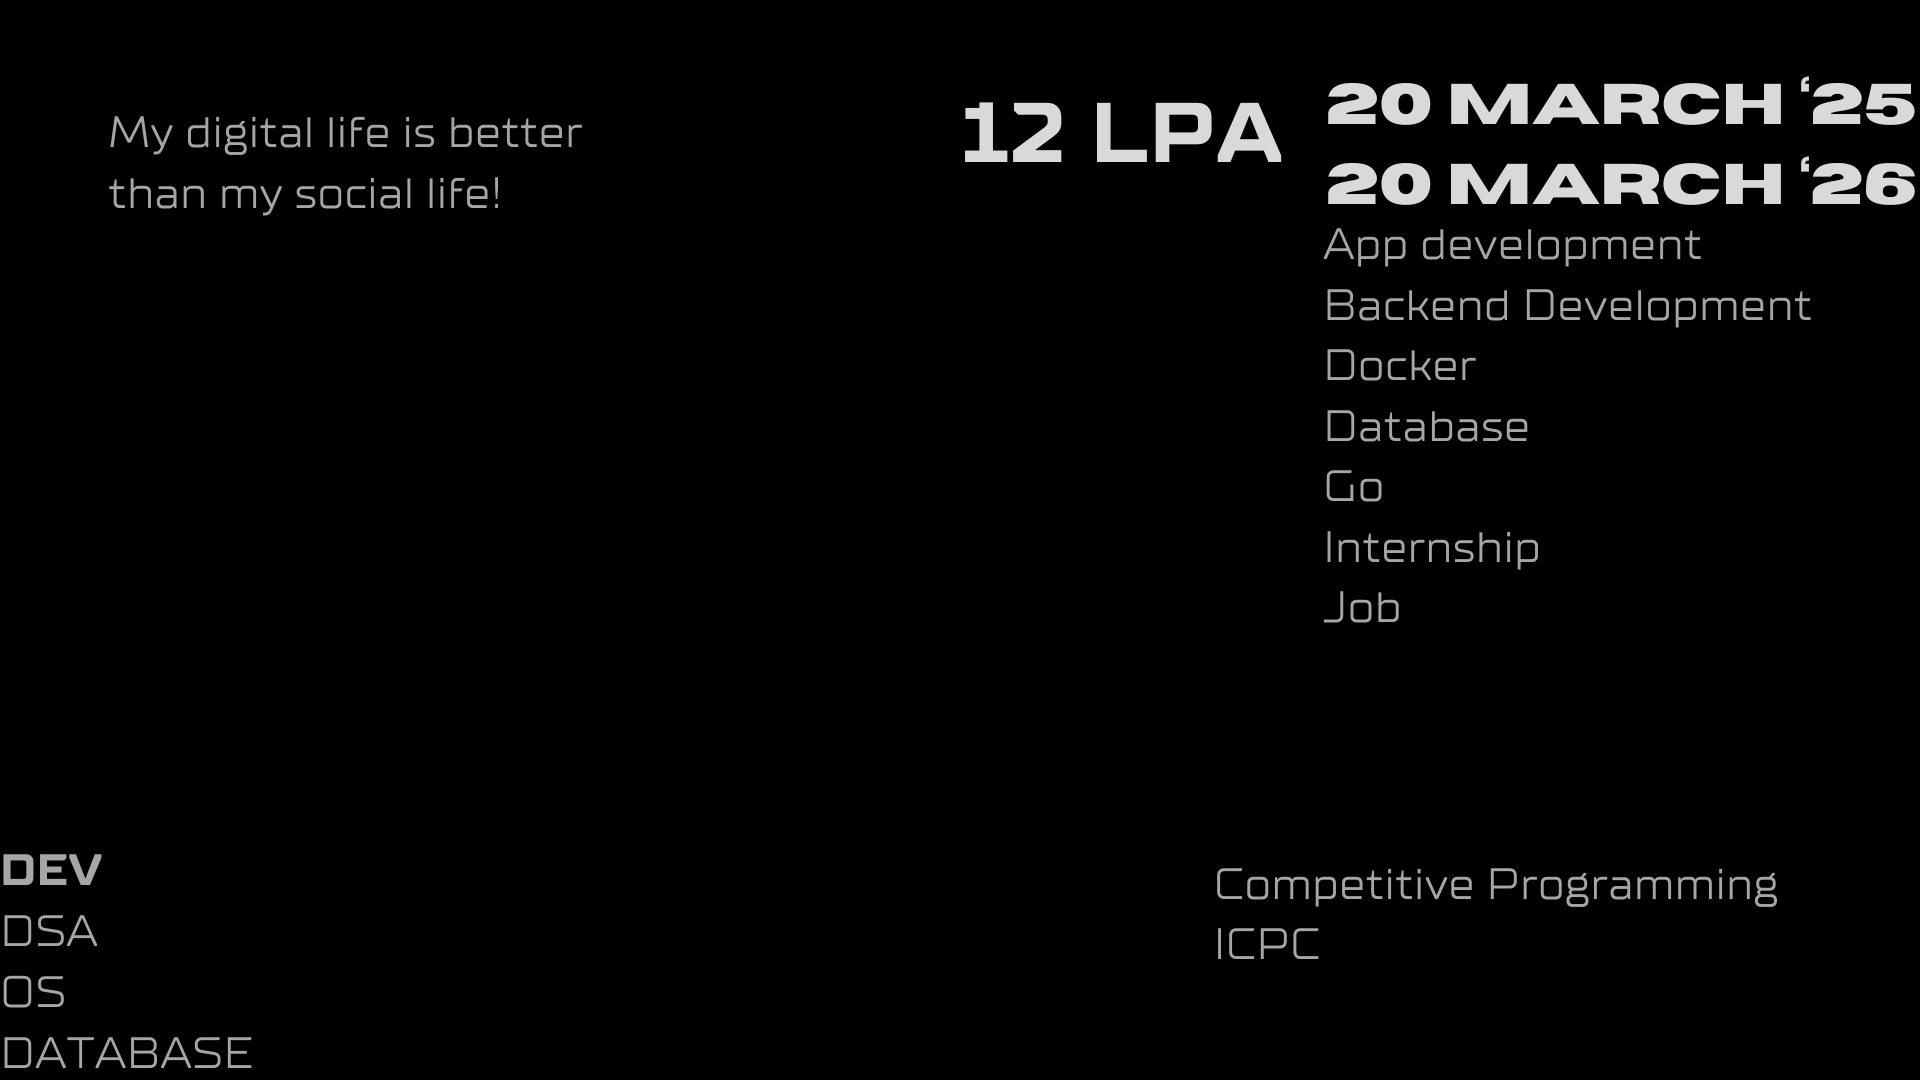 My digital life is better
than my social life!
12 LPA
20 MARCH ‘25
20 MARCH ‘26
App development
Backend Development
Docker
Database
Go
Internship
Job
DEV
DSA
OS
DATABASE
Competitive Programming
ICPC